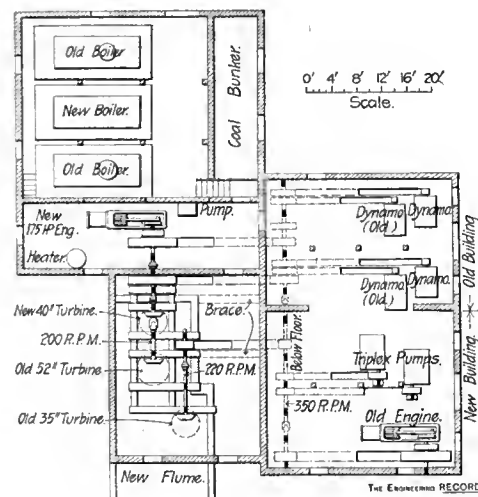 Old Boiler.
New Boiler.
Old Boiler.
Coal Bunker.
0' 4' 8' 12' 16' 20'
Scale.
New
175 HP Eng.
Pump.
Heater.
Dynamo
(Old.)
Dynamo.
Dynamo
(Old.)
Dynamo.
New 40" Turbine.
200 R.P.M.
Old 52" Turbine.
Old 35" Turbine.
Brace.
220 R.P.M.
Below Floor.
350 R.P.M.
Triplex Pumps.
Old Engine.
New Building. Old Building
New Flume.
THE ENGINEERING RECORD